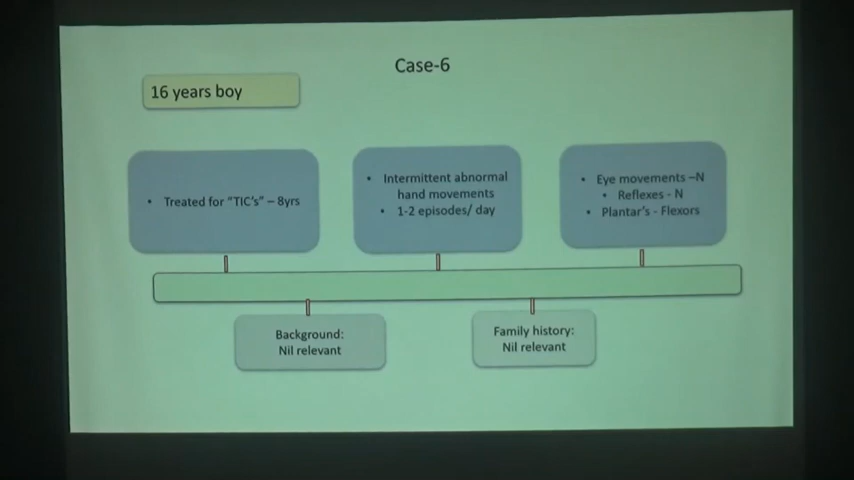 Case-6
16 years boy
• Treated for "TIC's" – 8yrs
• Intermittent abnormal
hand movements
• 1-2 episodes/ day
• Eye movements –N
• Reflexes - N
• Plantar's - Flexors
Background:
Nil relevant
Family history:
Nil relevant